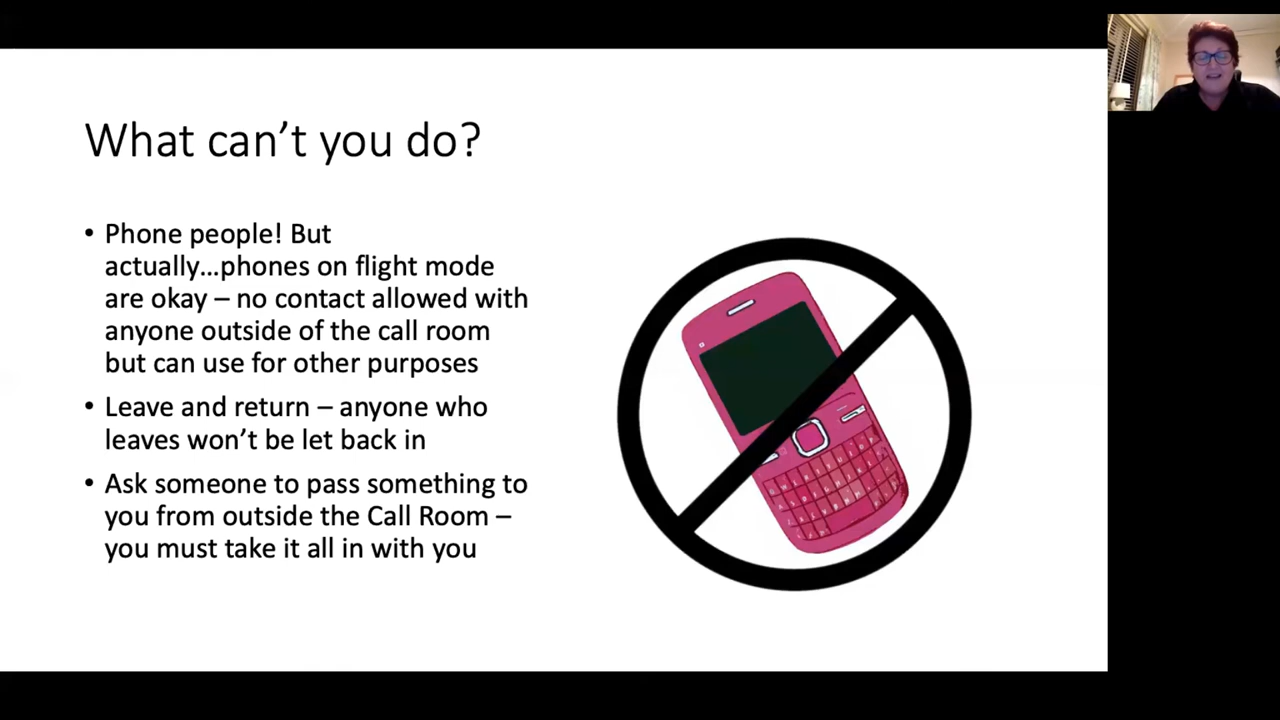 What can’t you do?
• Phone people! But
actually...phones on flight mode
are okay – no contact allowed with
anyone outside of the call room
but can use for other purposes
• Leave and return – anyone who
leaves won’t be let back in
• Ask someone to pass something to
you from outside the Call Room –
you must take it all in with you